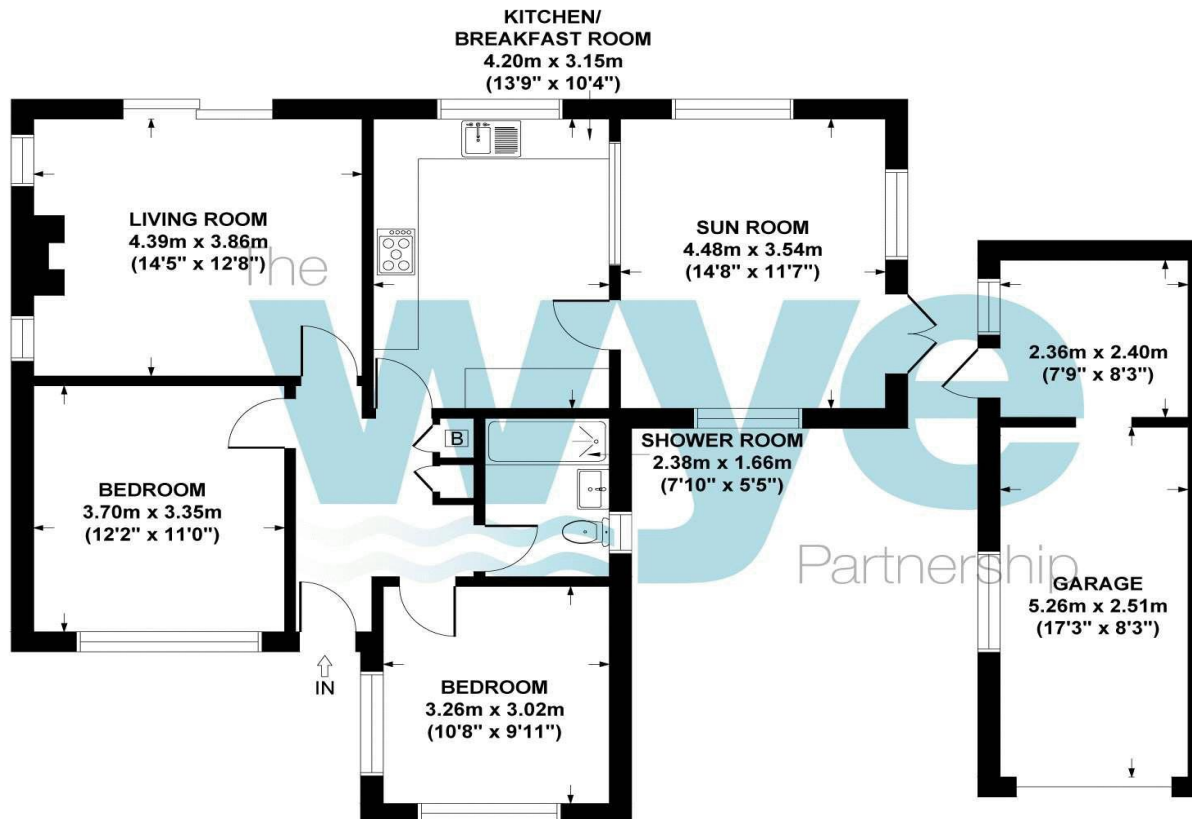 KITCHEN/
BREAKFAST ROOM
4.20m x 3.15m
(13'9" x 10'4")
LIVING ROOM
4.39m x 3.86m
(14'5" x 12'8")
SUN ROOM
4.48m x 3.54m
(14'8" x 11'7")
The
wye
Partnership
2.36m x 2.40m
(7'9" x 8'3")
B
SHOWER ROOM
2.38m x 1.66m
(7'10" x 5'5")
BEDROOM
3.70m x 3.35m
(12'2" x 11'0")
GARAGE
5.26m x 2.51m
(17'3" x 8'3")
IN
BEDROOM
3.26m x 3.02m
(10'8" x 9'11")